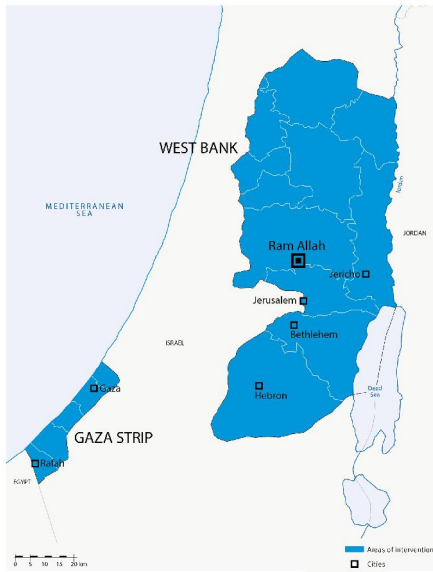 WEST BANK
MEDITERRANEAN
SEA
Jordan
JORDAN
Ram Allah
Jericho
Jerusalem
ISRAEL
Bethlehem
Gaza
Hebron
Dead
Sea
GAZA STRIP
Rafah
EGYPT
0 5 10 15 20 km
Areas of intervention
Cities